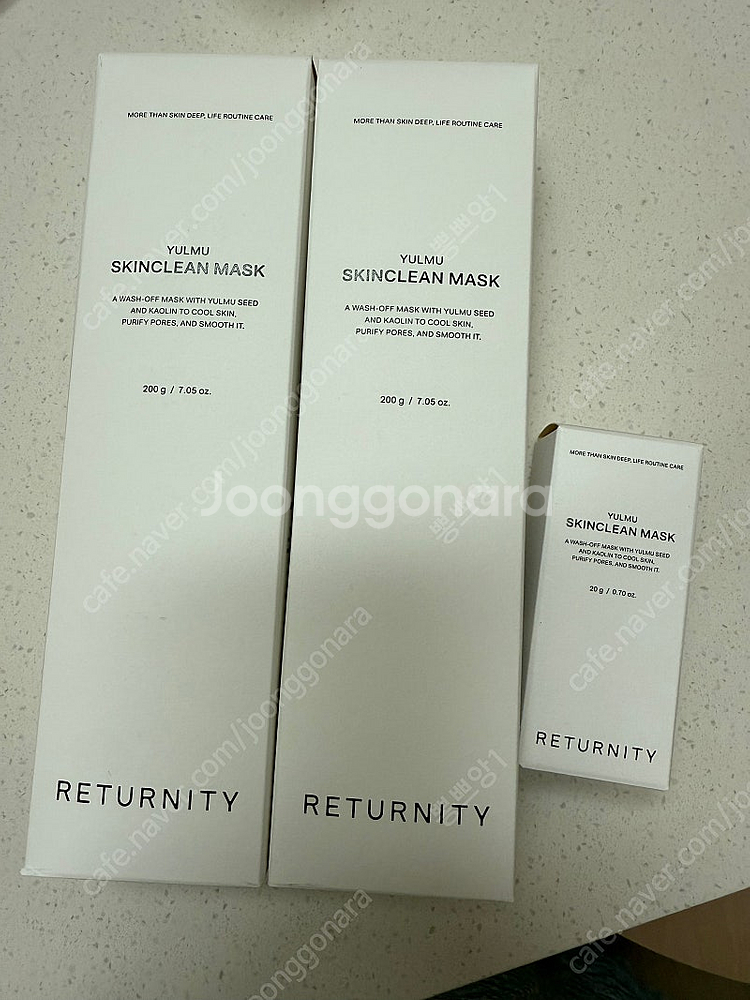 MORE THAN SKIN DEEP, LIFE ROUTINE CARE
YULMU
SKINCLEAN MASK
A WASH-OFF MASK WITH YULMU SEED
AND KAOLIN TO COOL SKIN,
PURIFY PORES, AND SMOOTH IT.
200 g / 7.05 oz.
RETURNITY
MORE THAN SKIN DEEP, LIFE ROUTINE CARE
YULMU
SKINCLEAN MASK
A WASH-OFF MASK WITH YULMU SEED
AND KAOLIN TO COOL SKIN,
PURIFY PORES, AND SMOOTH IT.
200 g / 7.05 oz.
RETURNITY
MORE THAN SKIN DEEP, LIFE ROUTINE CARE
YULMU
SKINCLEAN MASK
A WASH-OFF MASK WITH YULMU SEED
AND KAOLIN TO COOL SKIN,
PURIFY PORES, AND SMOOTH IT.
20 g / 0.70 oz.
RETURNITY
Joonggonara
cafe.naver.com/joonggonara